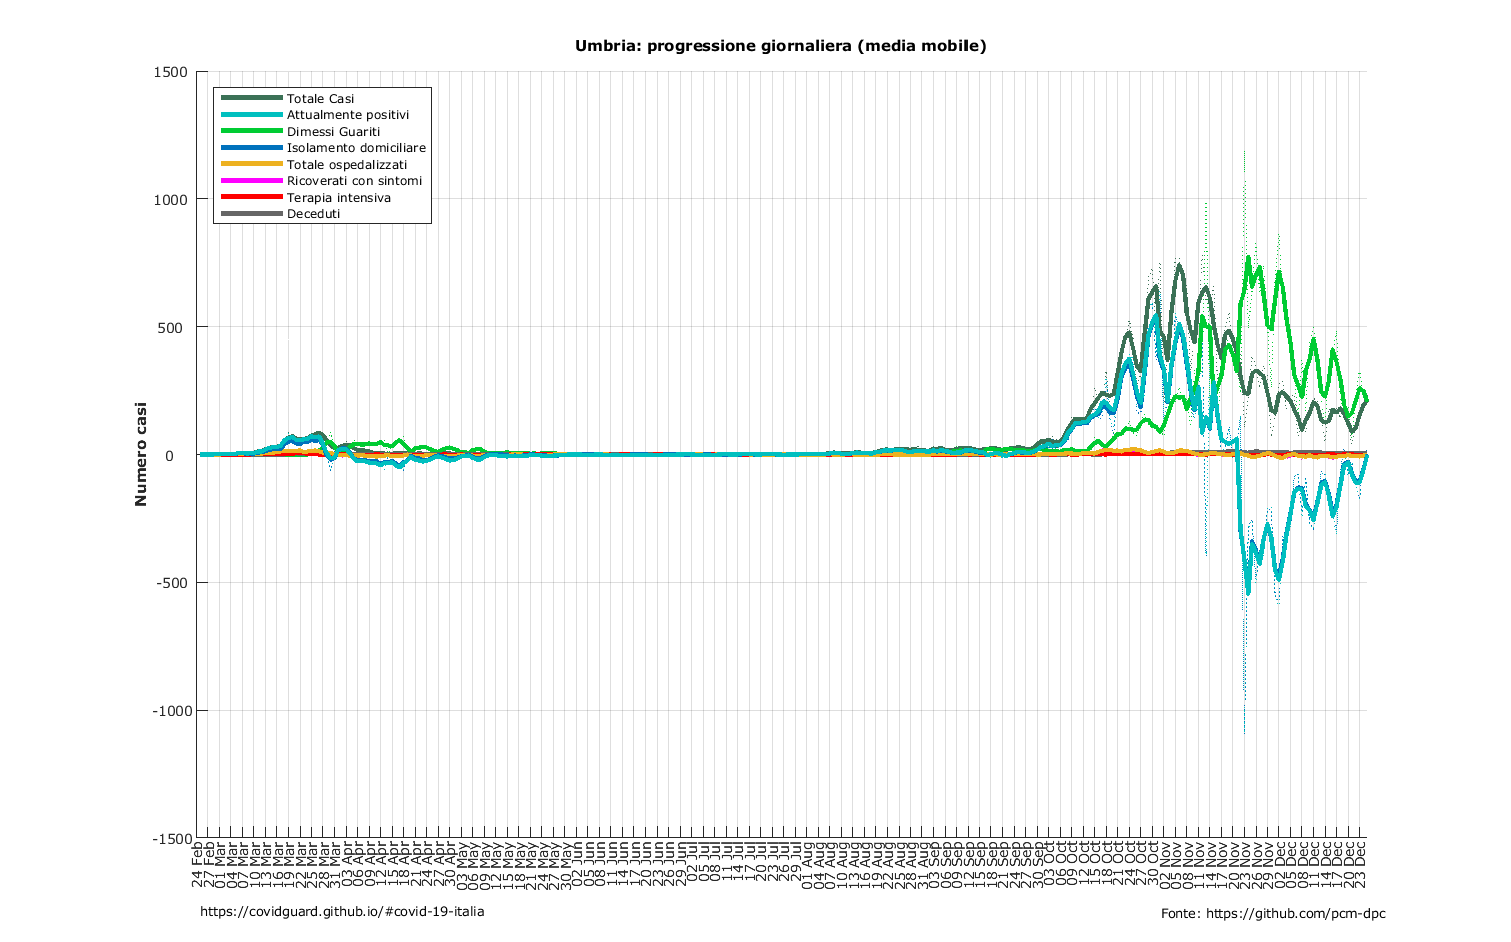 Umbria: progressione giornaliera (media mobile)
1500
1000
500
0
-500
-1000
-1500
Numero casi
Totale Casi
Attualmente positivi
Dimessi Guariti
Isolamento domiciliare
Totale ospedalizzati
Ricoverati con sintomi
Terapia intensiva
Deceduti
24 Feb
27 Feb
01 Mar
04 Mar
07 Mar
10 Mar
13 Mar
16 Mar
19 Mar
22 Mar
25 Mar
28 Mar
31 Mar
03 Apr
06 Apr
09 Apr
12 Apr
15 Apr
18 Apr
21 Apr
24 Apr
27 Apr
30 Apr
03 May
06 May
09 May
12 May
15 May
18 May
21 May
24 May
27 May
30 May
02 Jun
05 Jun
08 Jun
11 Jun
14 Jun
17 Jun
20 Jun
23 Jun
26 Jun
29 Jun
02 Jul
05 Jul
08 Jul
11 Jul
14 Jul
17 Jul
20 Jul
23 Jul
26 Jul
29 Jul
01 Aug
04 Aug
07 Aug
10 Aug
13 Aug
16 Aug
19 Aug
22 Aug
25 Aug
28 Aug
31 Aug
03 Sep
06 Sep
09 Sep
12 Sep
15 Sep
18 Sep
21 Sep
24 Sep
27 Sep
30 Sep
03 Oct
06 Oct
09 Oct
12 Oct
15 Oct
18 Oct
21 Oct
24 Oct
27 Oct
30 Oct
02 Nov
05 Nov
08 Nov
11 Nov
14 Nov
17 Nov
20 Nov
23 Nov
26 Nov
29 Nov
02 Dec
05 Dec
08 Dec
11 Dec
14 Dec
17 Dec
20 Dec
23 Dec
https://covidguard.github.io/#covid-19-italia
Fonte: https://github.com/pcm-dpc